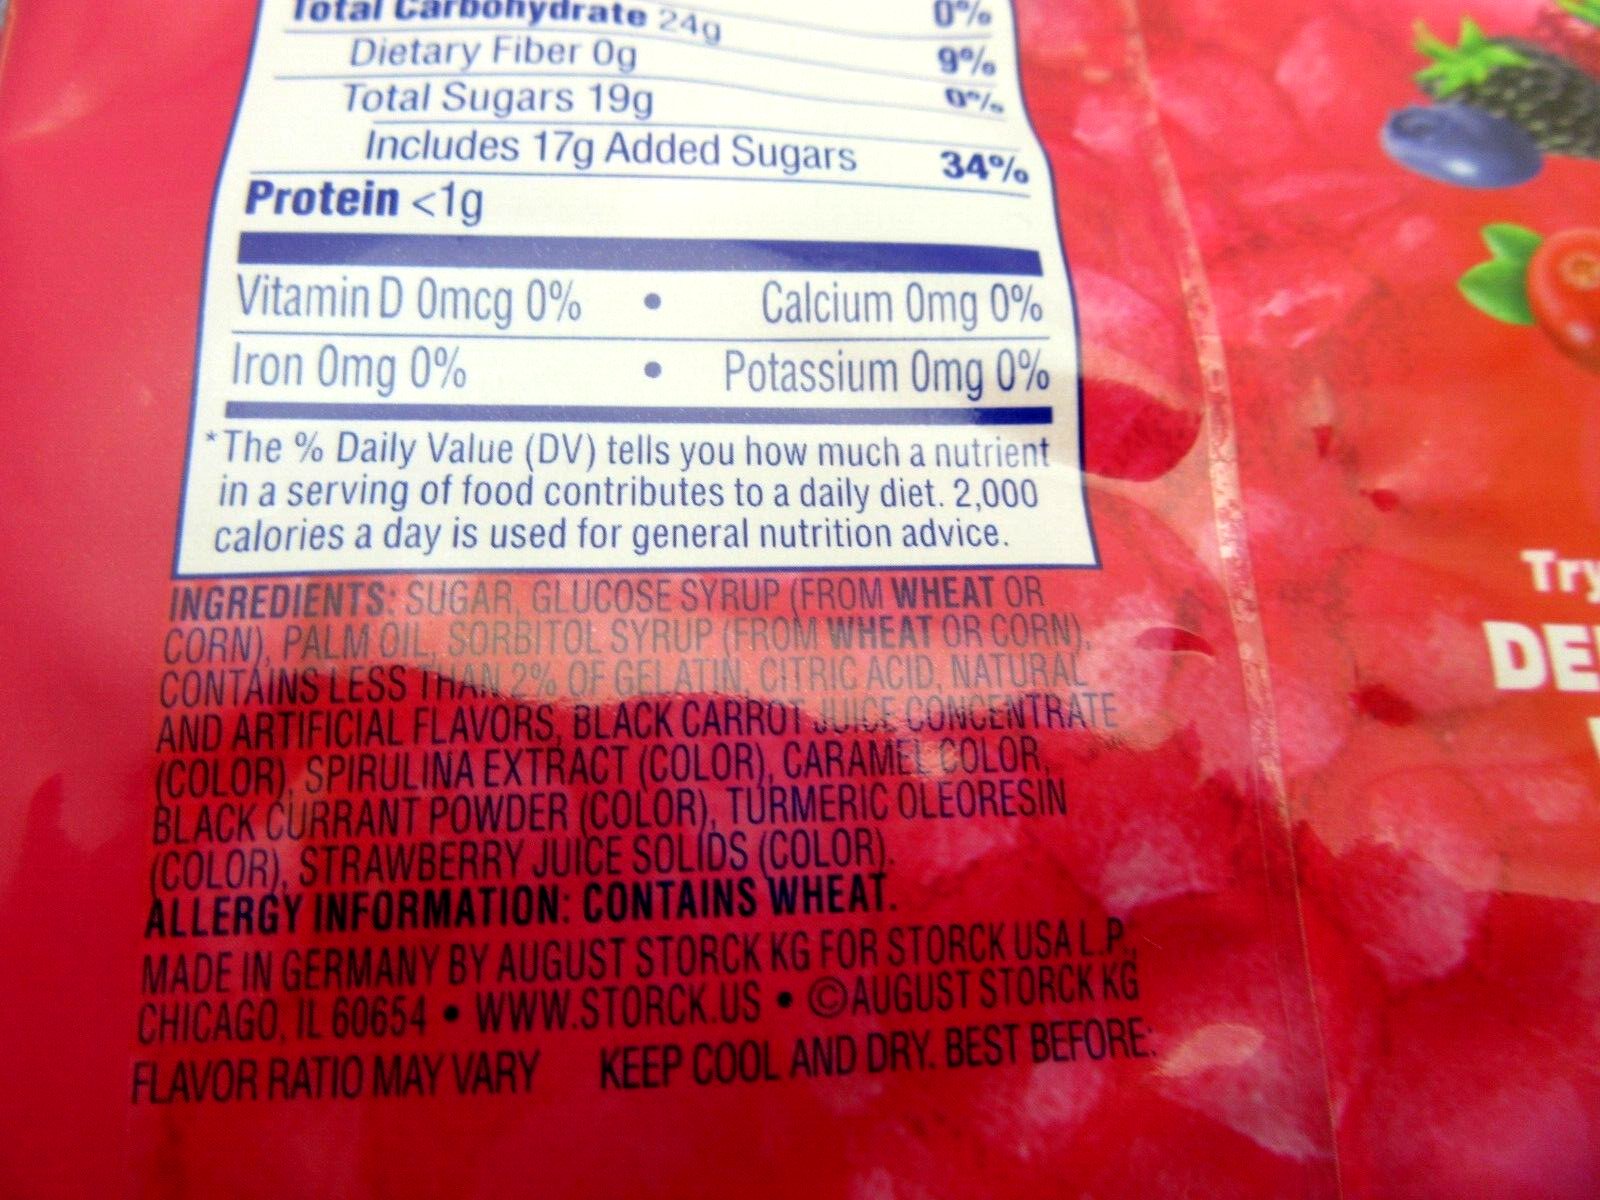 Total Carbohydrate 24g
0%
Dietary Fiber 0g
9%
Total Sugars 19g
0%
Includes 17g Added Sugars 34%
Protein <1g
Vitamin D 0mcg 0% • Calcium 0mg 0%
Iron 0mg 0% • Potassium 0mg 0%
*The % Daily Value (DV) tells you how much a nutrient
in a serving of food contributes to a daily diet. 2,000
calories a day is used for general nutrition advice.
INGREDIENTS: SUGAR, GLUCOSE SYRUP (FROM WHEAT OR
CORN), PALM OIL, SORBITOL SYRUP (FROM WHEAT OR CORN),
CONTAINS LESS THAN 2% OF GELATIN, CITRIC ACID, NATURAL
AND ARTIFICIAL FLAVORS, BLACK CARROT JUICE CONCENTRATE
(COLOR), SPIRULINA EXTRACT (COLOR), CARAMEL COLOR,
BLACK CURRANT POWDER (COLOR), TURMERIC OLEORESIN
(COLOR), STRAWBERRY JUICE SOLIDS (COLOR).
ALLERGY INFORMATION: CONTAINS WHEAT.
MADE IN GERMANY BY AUGUST STORCK KG FOR STORCK USA L.P.,
CHICAGO, IL 60654 • WWW.STORCK.US • ©AUGUST STORCK KG
FLAVOR RATIO MAY VARY KEEP COOL AND DRY. BEST BEFORE:
Try
DE